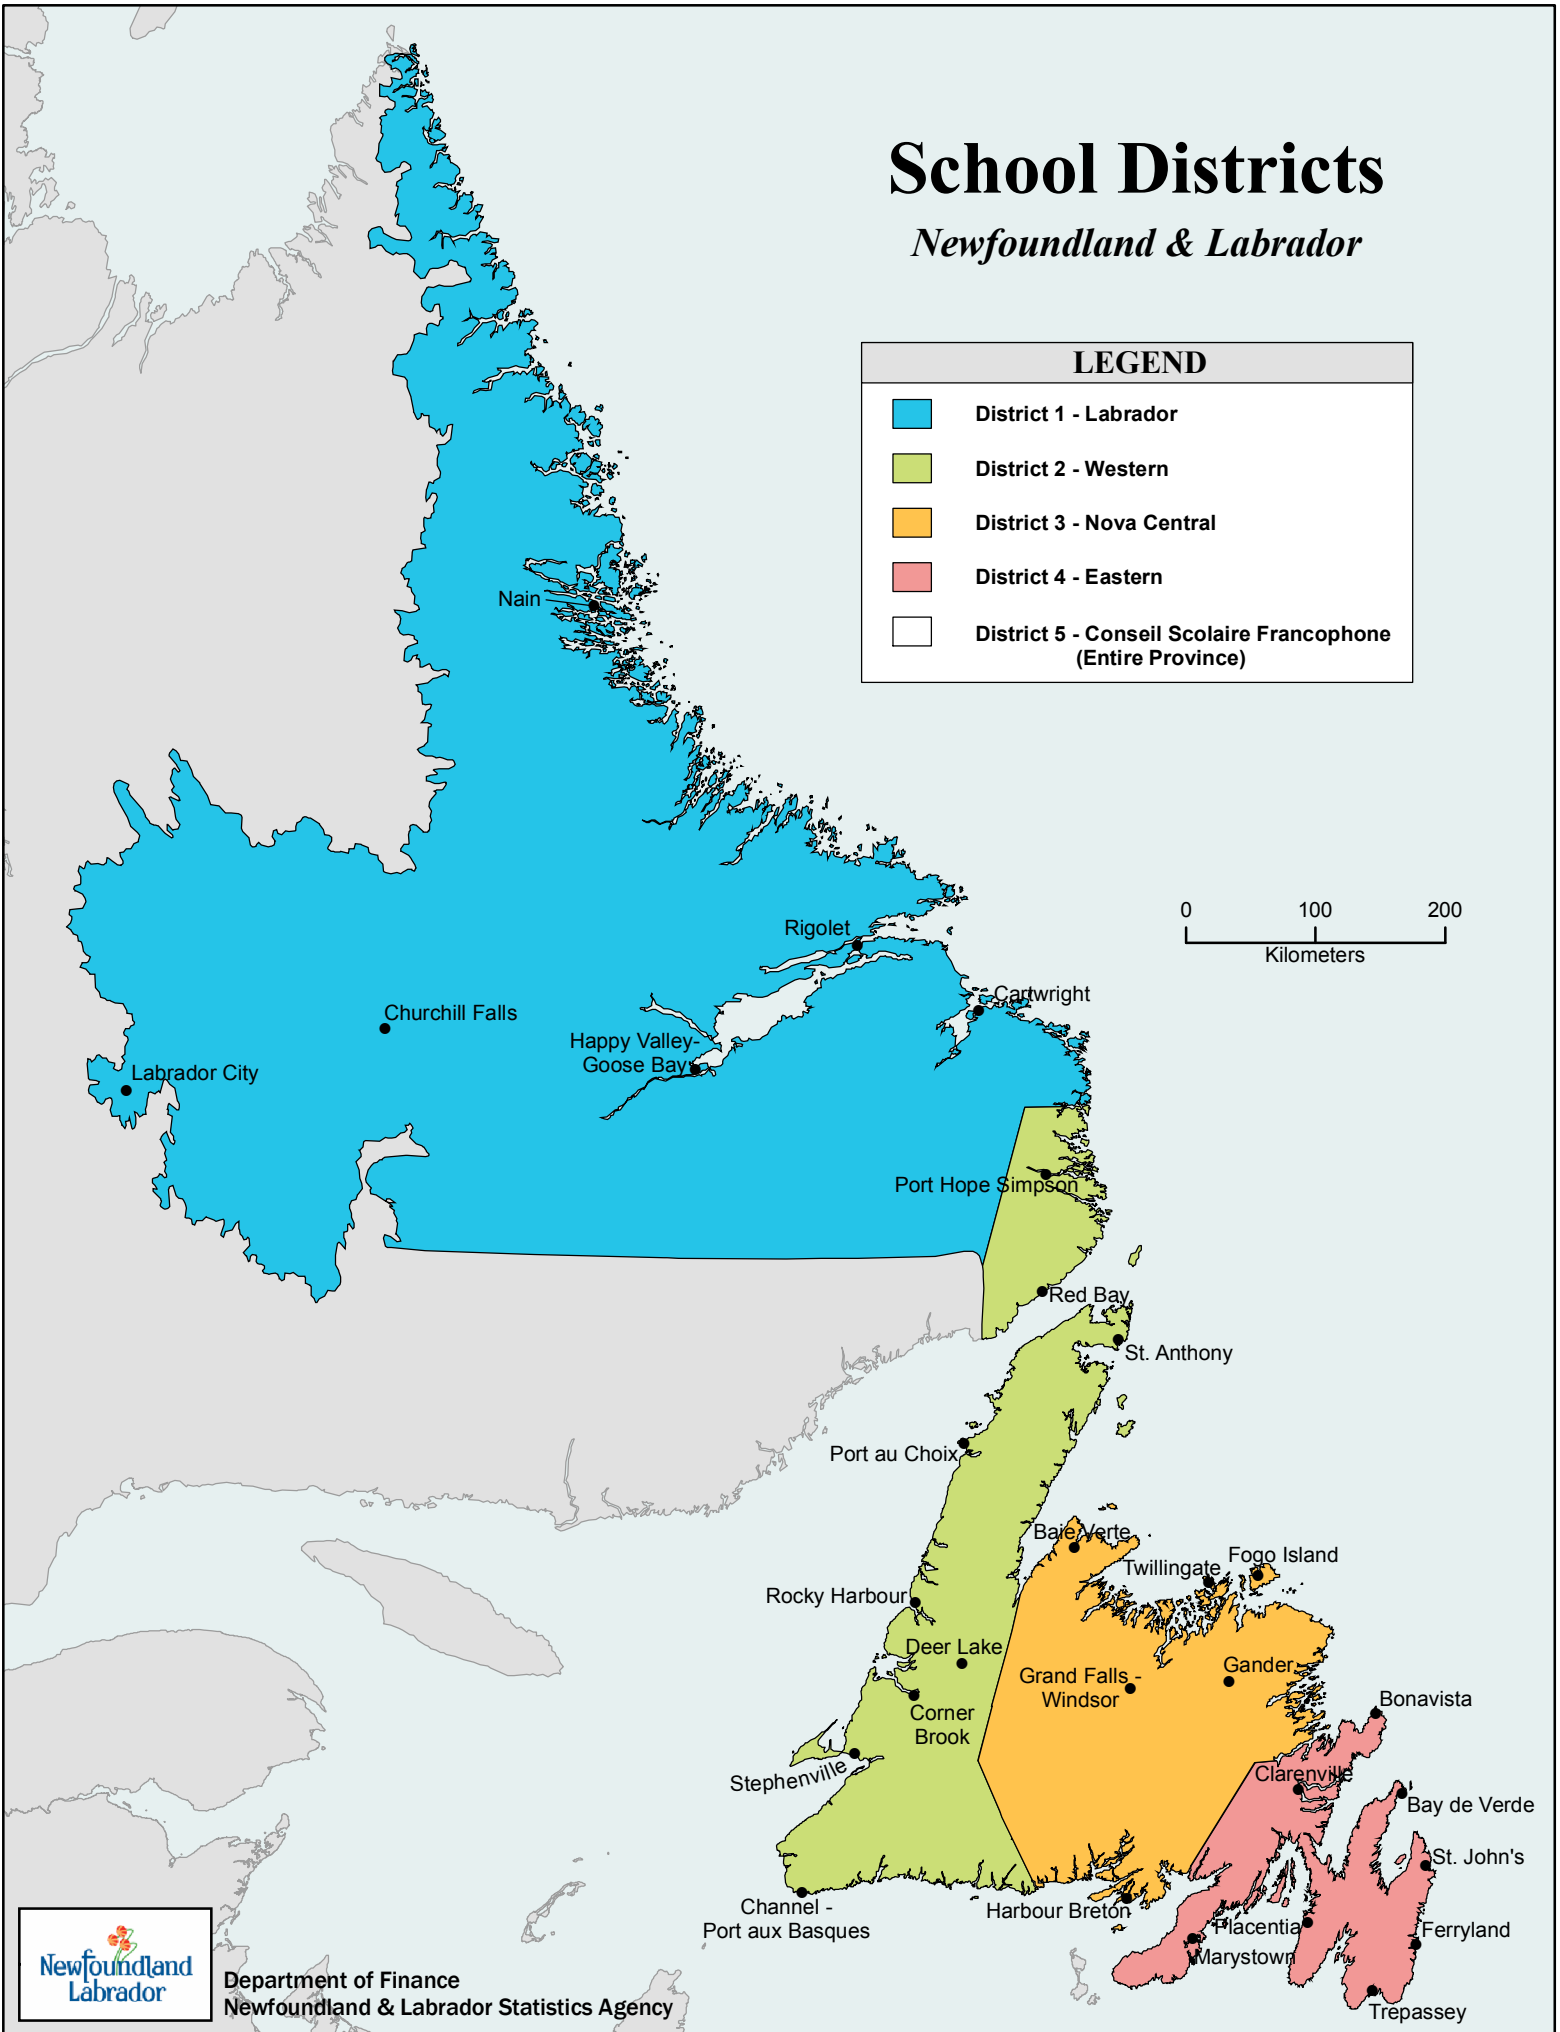 School Districts
Newfoundland & Labrador
LEGEND
District 1 - Labrador
District 2 - Western
District 3 - Nova Central
District 4 - Eastern
District 5 - Conseil Scolaire Francophone
(Entire Province)
Nain
0 100 200
Kilometers
Rigolet
Cartwright
Churchill Falls
Happy Valley-
Goose Bay
Labrador City
Port Hope Simpson
Red Bay
St. Anthony
Port au Choix
Baie Verte
Twillingate
Fogo Island
Rocky Harbour
Deer Lake
Grand Falls -
Windsor
Gander
Corner
Brook
Bonavista
Stephenville
Clarenville
Bay de Verde
St. John's
Channel -
Port aux Basques
Harbour Breton
Placentia
Ferryland
Marystown
Trepassey
Newfoundland
Labrador
Department of Finance
Newfoundland & Labrador Statistics Agency